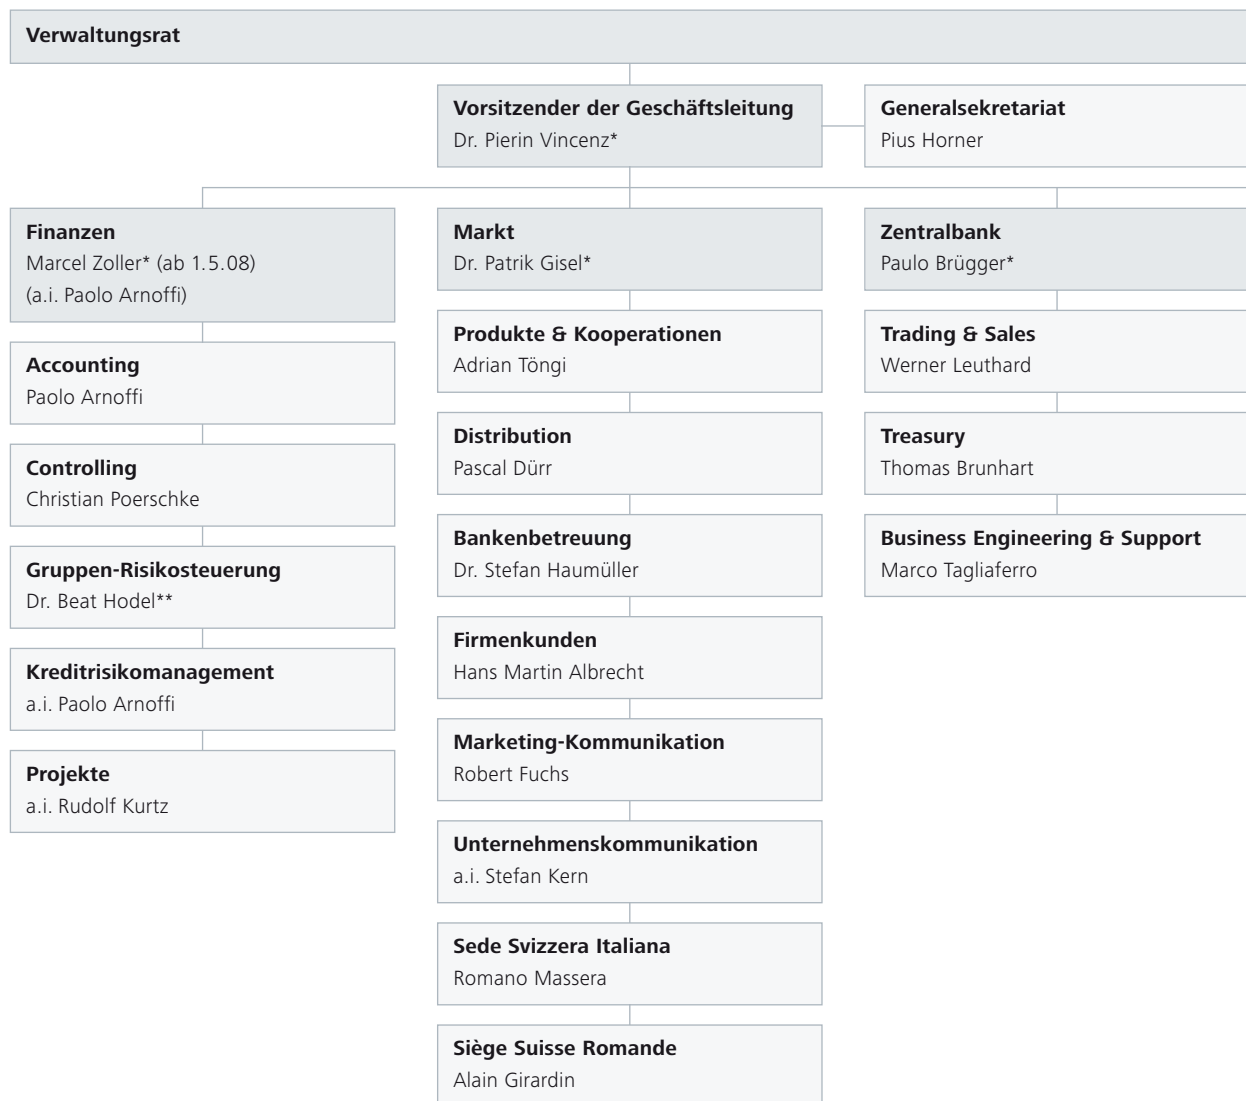 Verwaltungsrat
Vorsitzender der Geschäftsleitung
Dr. Pierin Vincenz*
Generalsekretariat
Pius Horner
Finanzen
Marcel Zoller* (ab 1.5.08)
(a.i. Paolo Arnoffi)
Accounting
Paolo Arnoffi
Controlling
Christian Poerschke
Gruppen-Risikosteuerung
Dr. Beat Hodel**
Kreditrisikomanagement
a.i. Paolo Arnoffi
Projekte
a.i. Rudolf Kurtz
Markt
Dr. Patrik Gisel*
Produkte & Kooperationen
Adrian Töngi
Distribution
Pascal Dürr
Bankenbetreuung
Dr. Stefan Haumüller
Firmenkunden
Hans Martin Albrecht
Marketing-Kommunikation
Robert Fuchs
Unternehmenskommunikation
a.i. Stefan Kern
Sede Svizzera Italiana
Romano Massera
Siège Suisse Romande
Alain Girardin
Zentralbank
Paulo Brügger*
Trading & Sales
Werner Leuthard
Treasury
Thomas Brunhart
Business Engineering & Support
Marco Tagliaferro